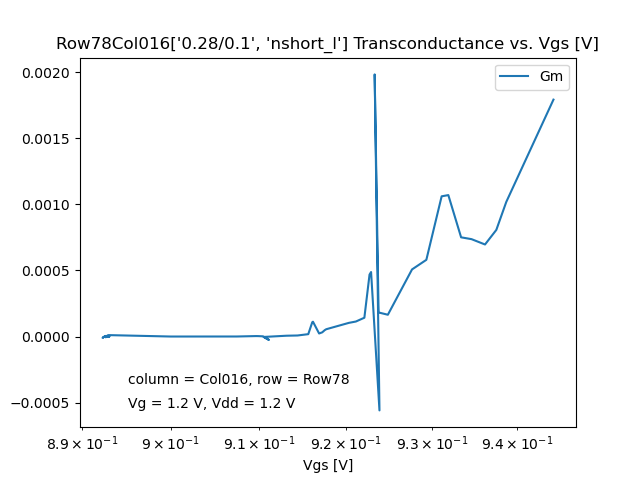 Row78Col016['0.28/0.1', 'nshort_l'] Transconductance vs. Vgs [V]
Gm
0.0020
0.0015
0.0010
0.0005
0.0000
−0.0005
column = Col016, row = Row78
Vg = 1.2 V, Vdd = 1.2 V
8.9 × 10⁻¹ 9 × 10⁻¹ 9.1 × 10⁻¹ 9.2 × 10⁻¹ 9.3 × 10⁻¹ 9.4 × 10⁻¹
Vgs [V]